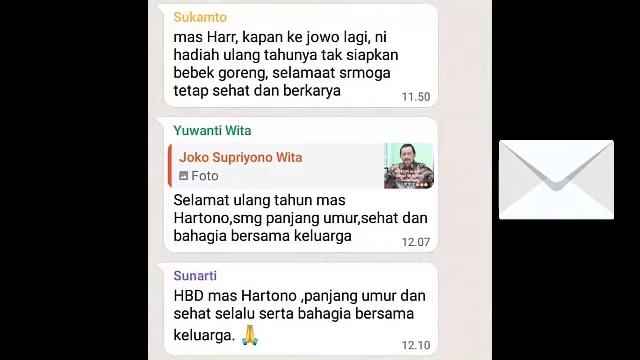 Sukamto
mas Harr, kapan ke jowo lagi, ni
hadiah ulang tahunya tak siapkan
bebek goreng, selamaat srmoga
tetap sehat dan berkarya
11.50
Yuwanti Wita
Joko Supriyono Wita
Foto
Selamat ulang tahun mas
Hartono,smg panjang umur,sehat dan
bahagia bersama keluarga
12.07
Sunarti
HBD mas Hartono ,panjang umur dan
sehat selalu serta bahagia bersama
keluarga. 🙏
12.10